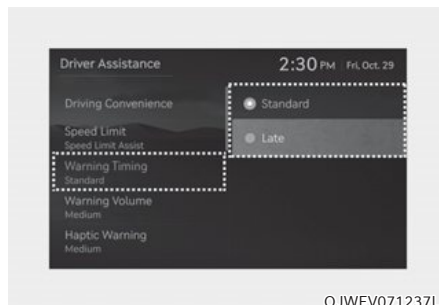 Driver Assistance
2:30 PM Fri, Oct. 29
Driving Convenience
Speed Limit
Speed Limit Assist
Warning Timing
Standard
Warning Volume
Medium
Haptic Warning
Medium
Standard
Late
OJWEV071237L